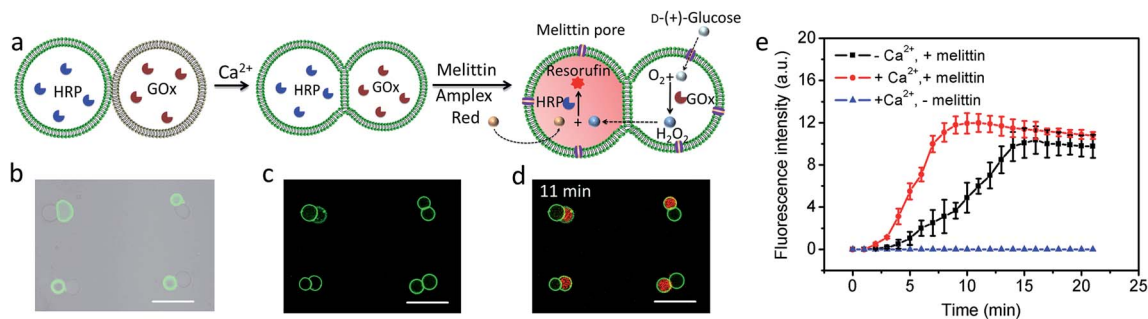 a
HRP
GOx
Ca2+
HRP
GOx
Melittin
Amplex
Red
Melittin pore
D-(+)-Glucose
Resorufin
O2+
HRP
GOx
+
H2O2
b
c
d
11 min
e
Fluorescence intensity (a.u.)
20
16
12
8
4
0
- Ca2+, + melittin
+ Ca2+, + melittin
+Ca2+, - melittin
0
5
10
15
20
25
Time (min)